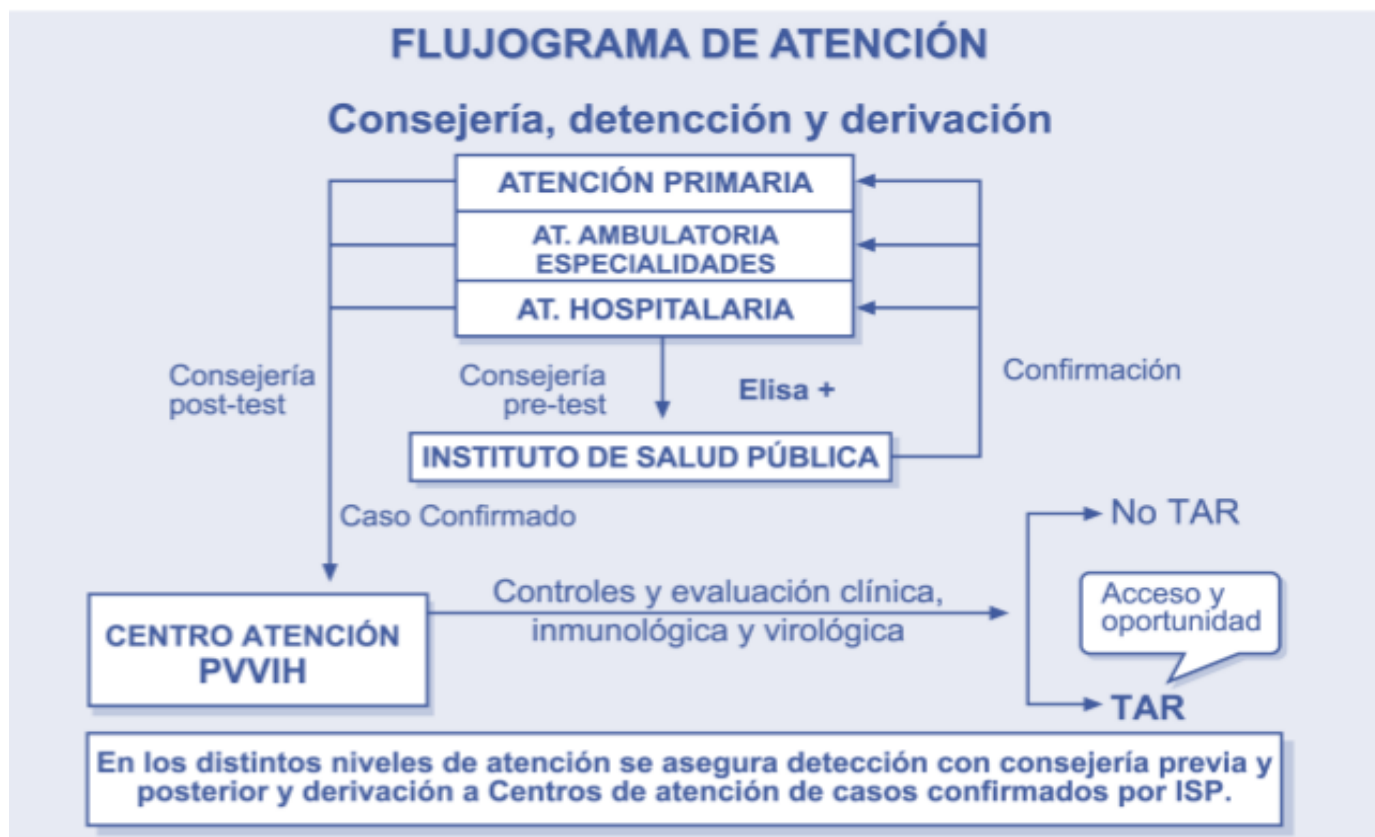 FLUJOGRAMA DE ATENCIÓN
Consejería, detencción y derivación
ATENCIÓN PRIMARIA
AT. AMBULATORIA
ESPECIALIDADES
AT. HOSPITALARIA
Consejería
post-test
Consejería
pre-test
Elisa +
Confirmación
INSTITUTO DE SALUD PÚBLICA
Caso Confirmado
No TAR
Controles y evaluación clínica,
inmunológica y virológica
Acceso y
oportunidad
CENTRO ATENCIÓN
PVVIH
TAR
En los distintos niveles de atención se asegura detección con consejería previa y
posterior y derivación a Centros de atención de casos confirmados por ISP.